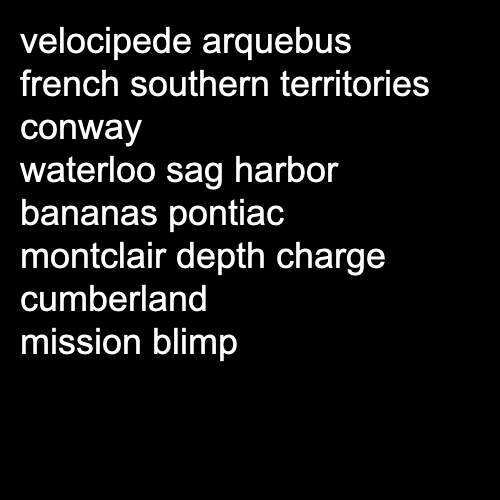 velocipede arquebus
french southern territories
conway
waterloo sag harbor
bananas pontiac
montclair depth charge
cumberland
mission blimp